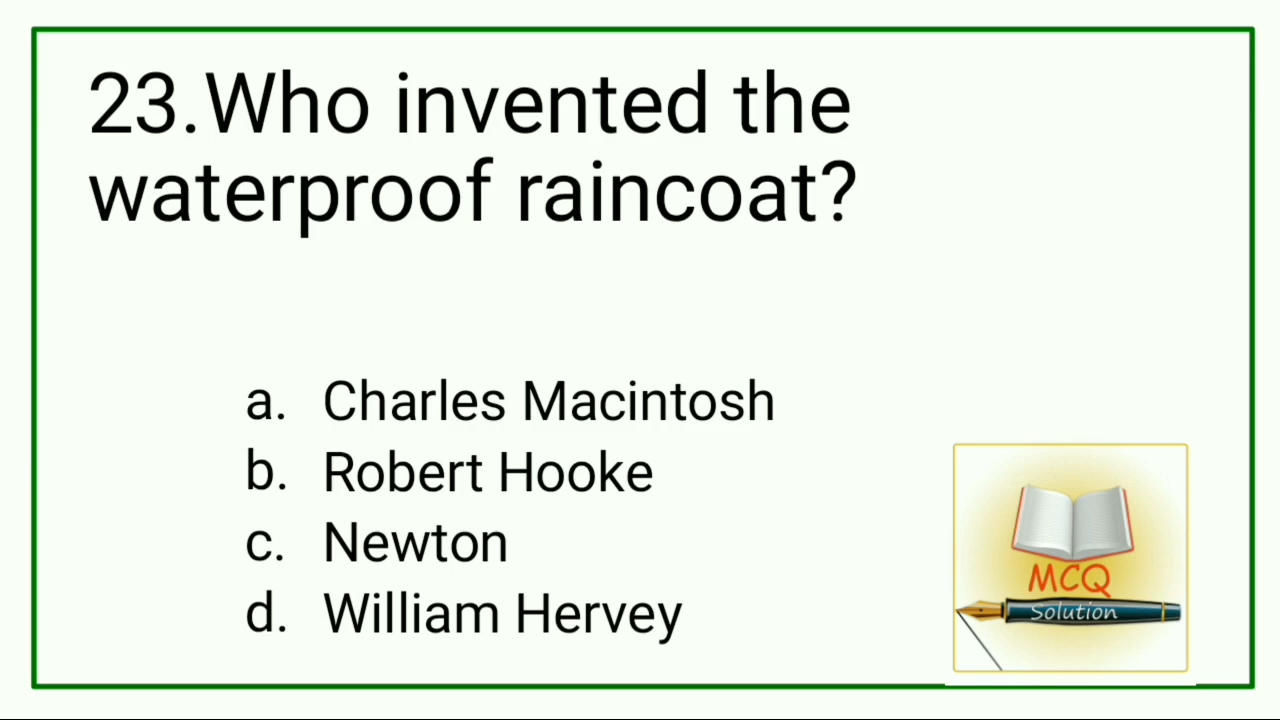 23.Who invented the
waterproof raincoat?
a. Charles Macintosh
b. Robert Hooke
c. Newton
d. William Hervey
MCQ
Solution